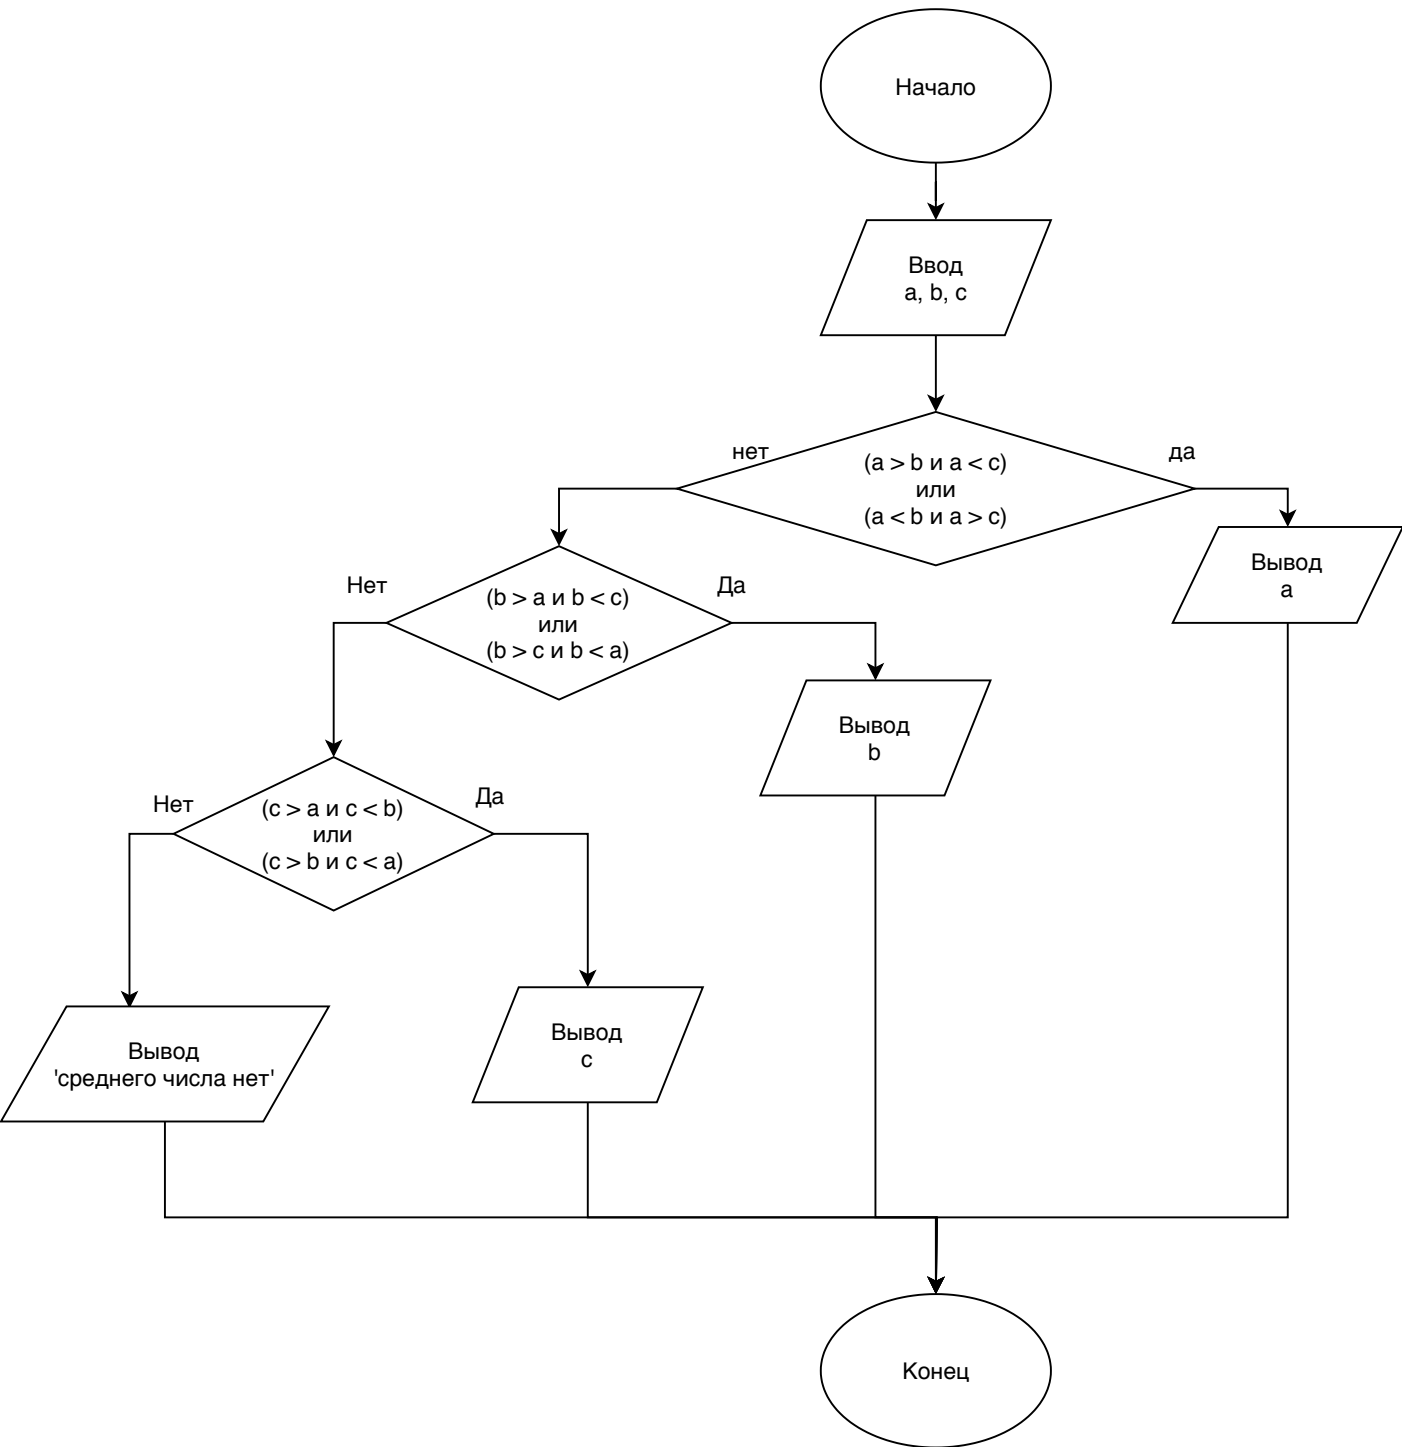 Начало
Ввод
a, b, c
нет
(a > b и a < c)
или
(a < b и a > c)
да
Вывод
a
Нет
(b > a и b < c)
или
(b > c и b < a)
Да
Вывод
b
Нет
(c > a и c < b)
или
(c > b и c < a)
Да
Вывод
'среднего числа нет'
Вывод
c
Конец